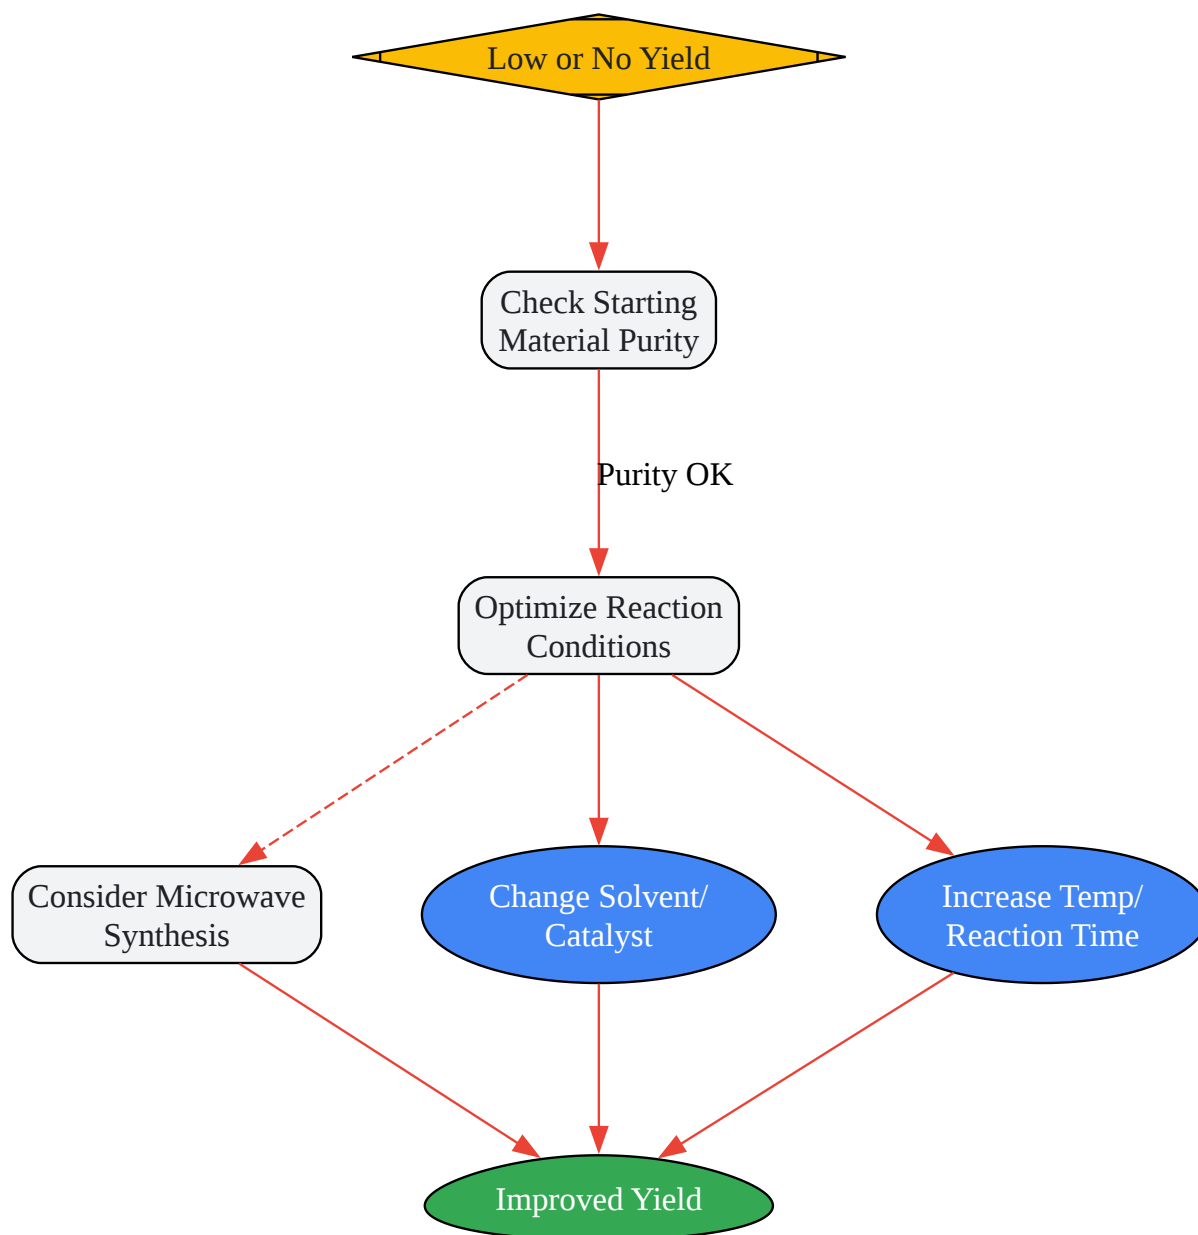 Low or No Yield
Check Starting
Material Purity
Purity OK
Optimize Reaction
Conditions
Consider Microwave
Synthesis
Change Solvent/
Catalyst
Increase Temp/
Reaction Time
Improved Yield